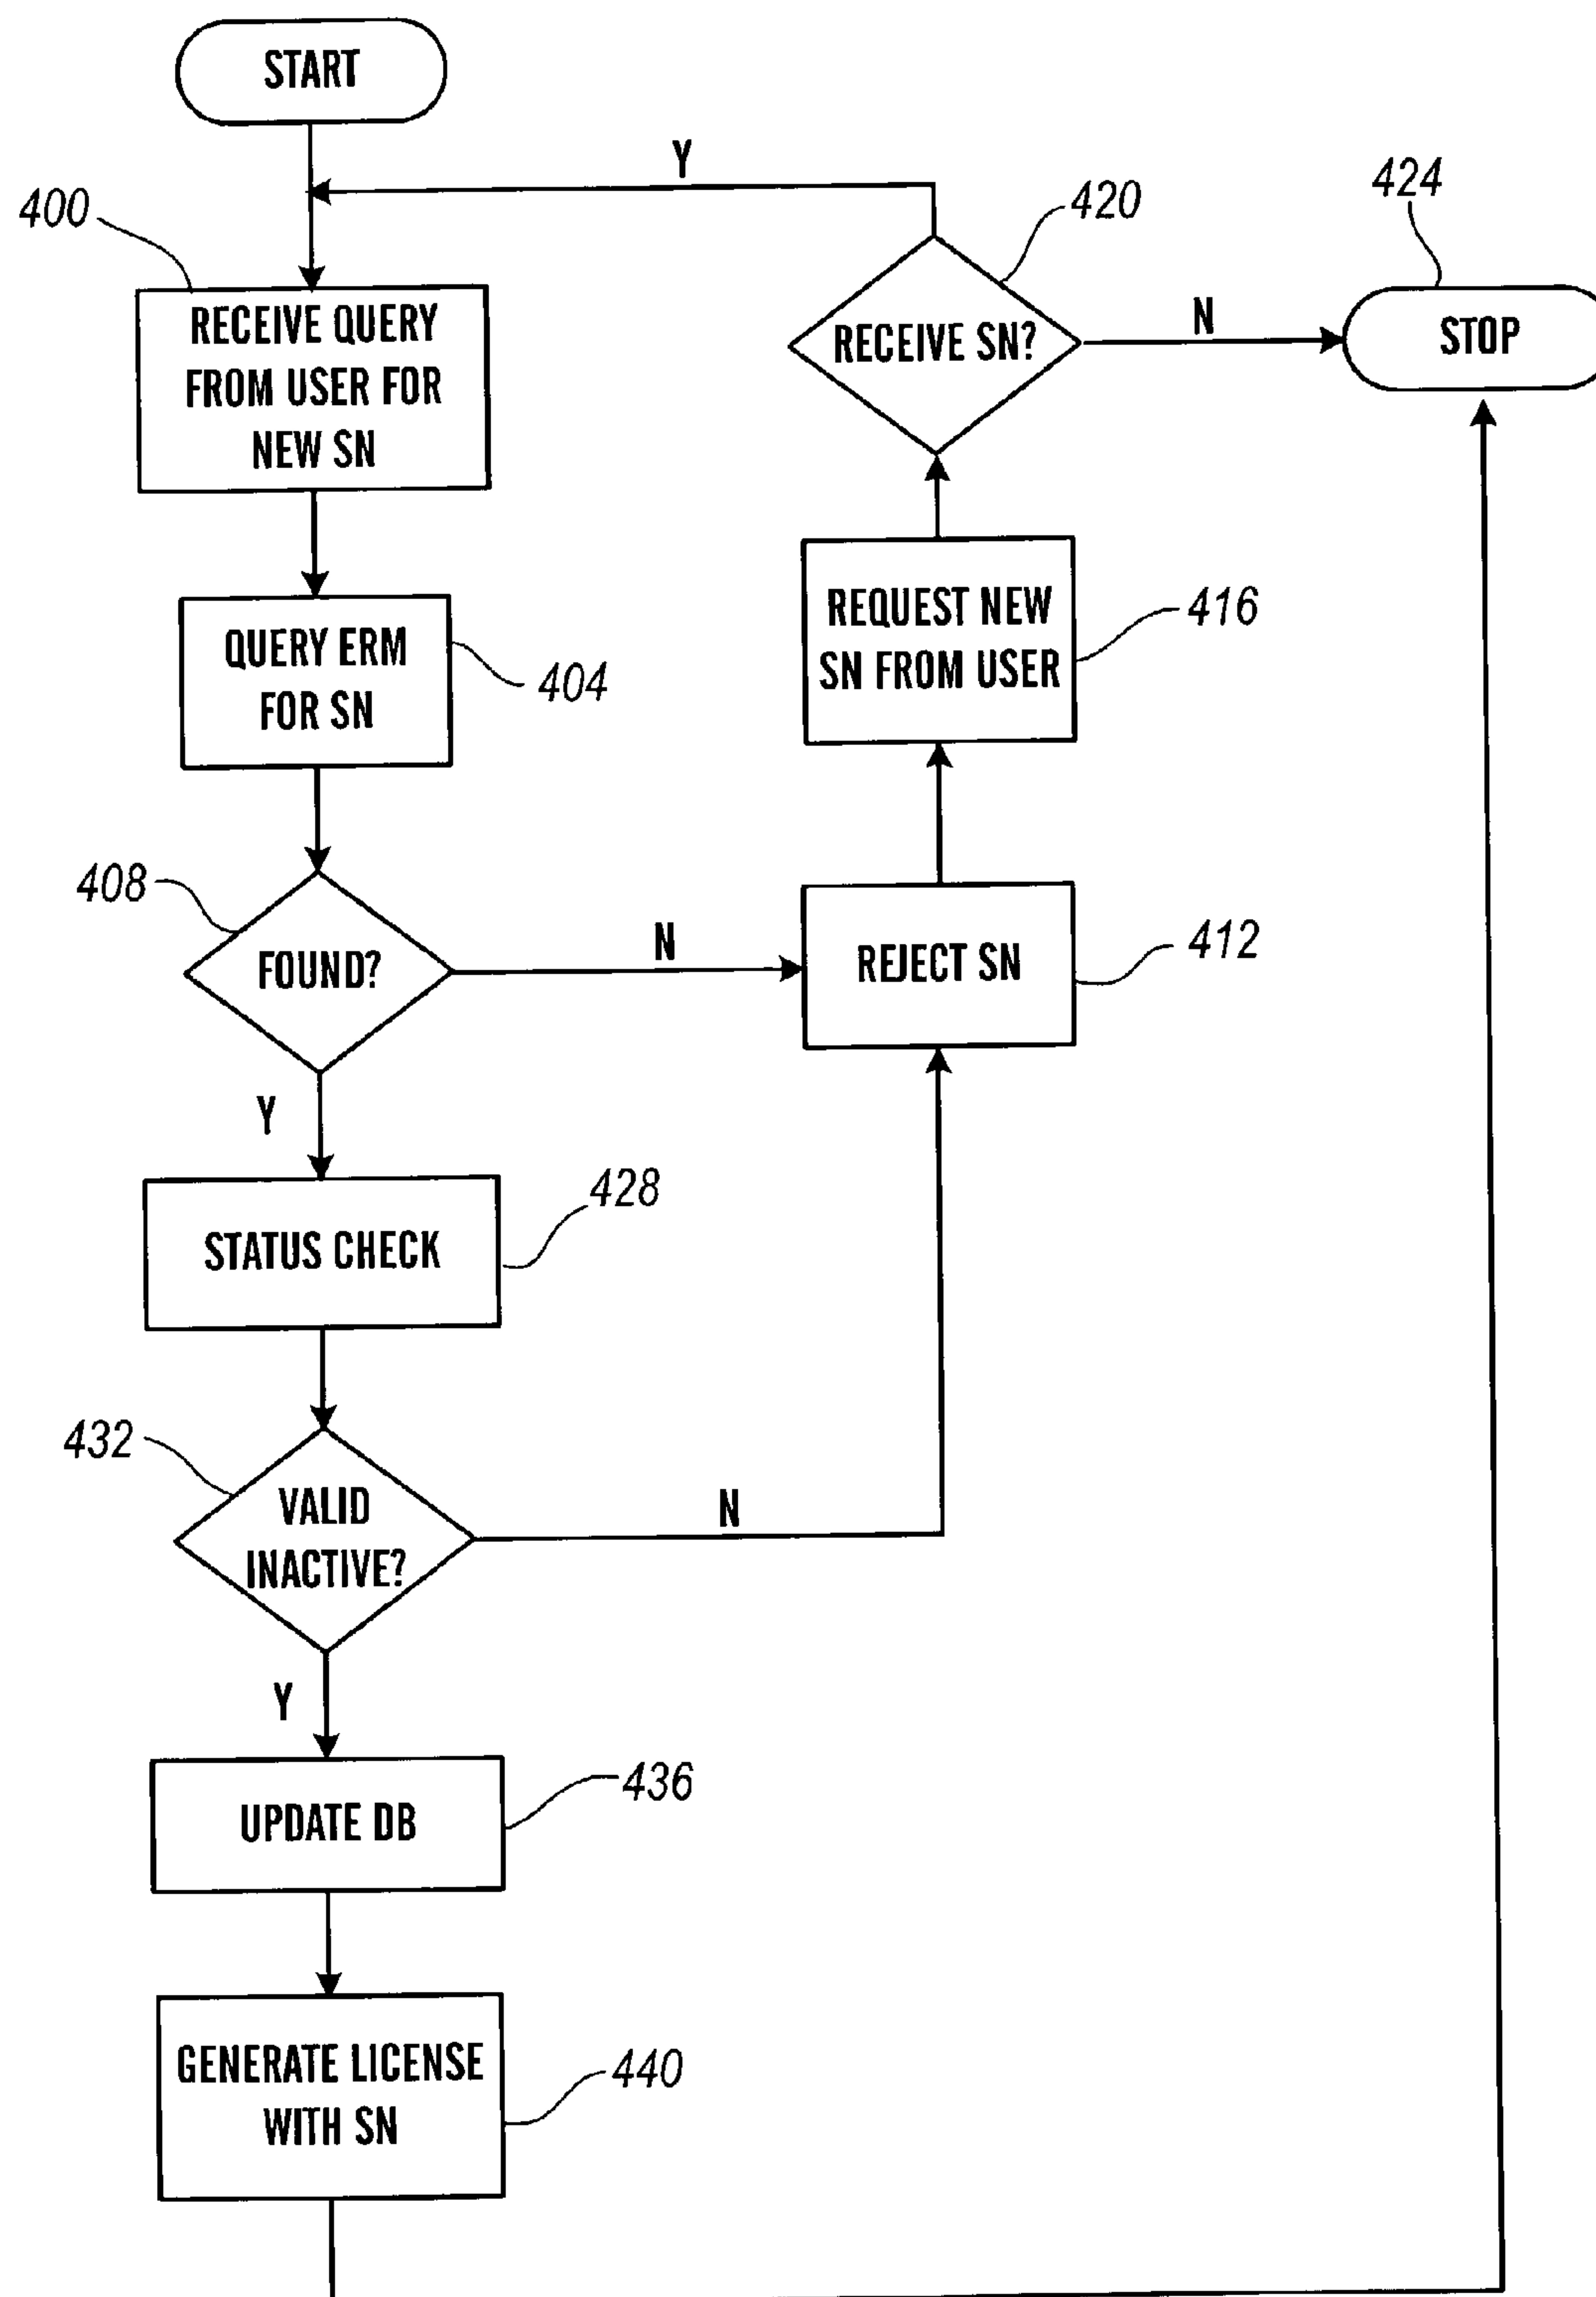 START
Y
400
420
424
RECEIVE QUERY
FROM USER FOR
NEW SN
RECEIVE SN?
N
STOP
QUERY ERM
FOR SN
404
REQUEST NEW
SN FROM USER
416
408
FOUND?
N
REJECT SN
412
Y
STATUS CHECK
428
432
VALID
INACTIVE?
N
Y
UPDATE DB
436
GENERATE LICENSE
WITH SN
440